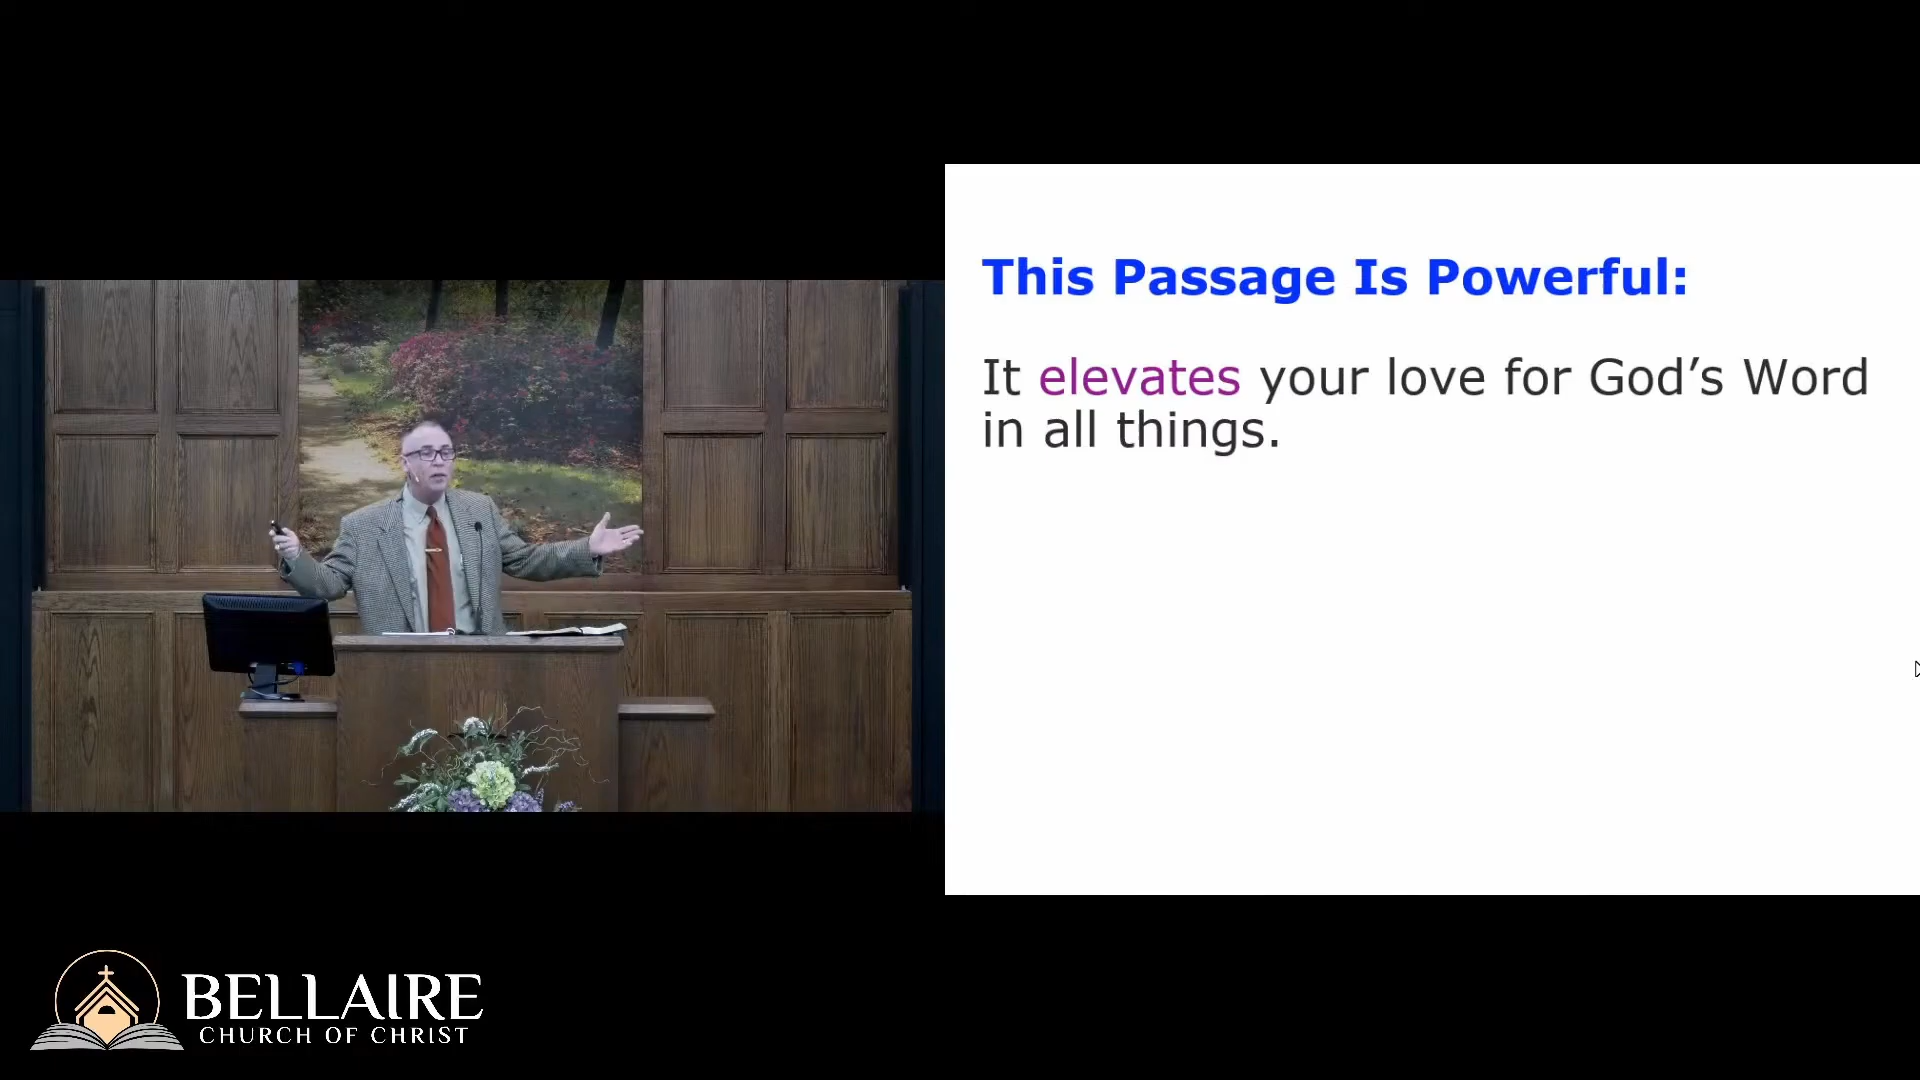 This Passage Is Powerful:
It elevates your love for God’s Word
in all things.
BELLAIRE
CHURCH OF CHRIST